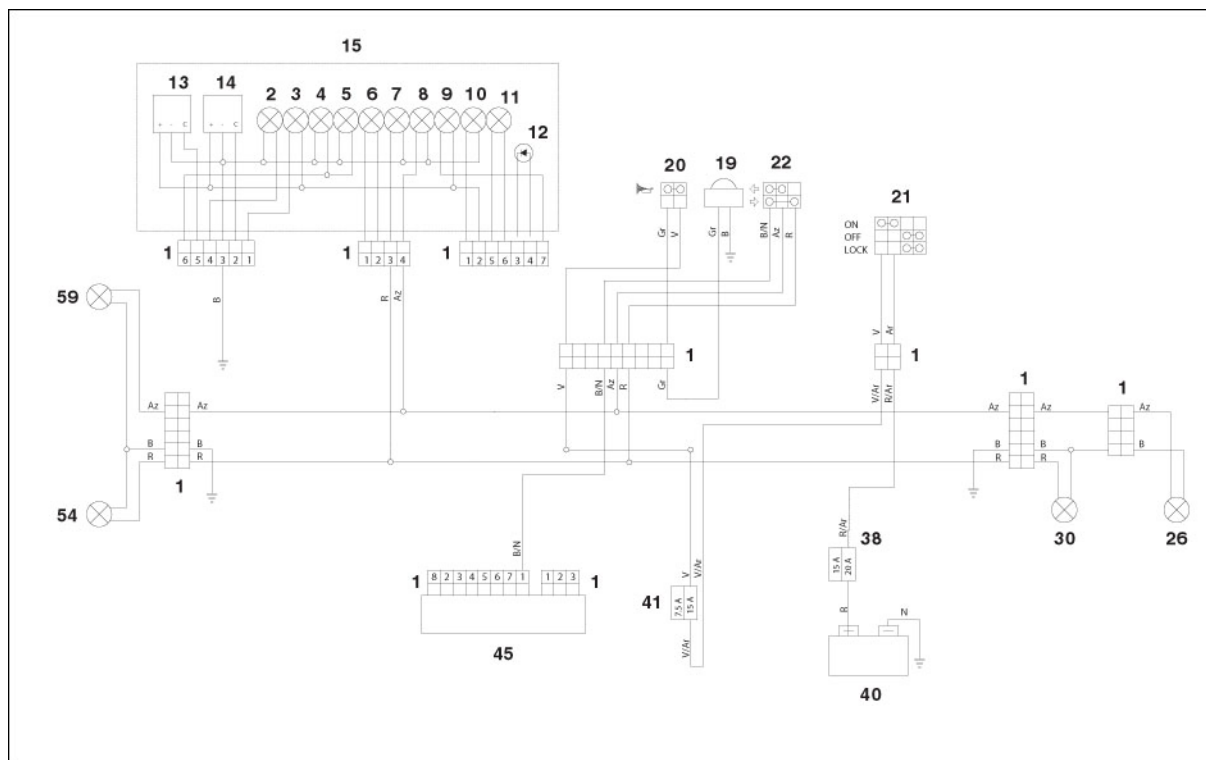 15
13 14 2 3 4 5 6 7 8 9 10 11
12
+ - C + - C
20 19 22
21
ON
OFF
LOCK
Gr V Gr B B/N Az R
1 6 5 4 3 2 1 1 1 2 3 4 1 1 2 5 6 3 4 7
59
B R Az
V Ar
1 1
V B/N Az R Gr V/Ar R/Ar
1 1
Az Az Az Az Az
B B B B B
R R R R
1
54
30 26
B/N
R/Ar
38
15 A
20 A
V V/Ar
1 8 2 3 4 5 6 7 1 1 2 3 1
41
7.5 A
15 A
R N
V/Ar
45
+ -
40